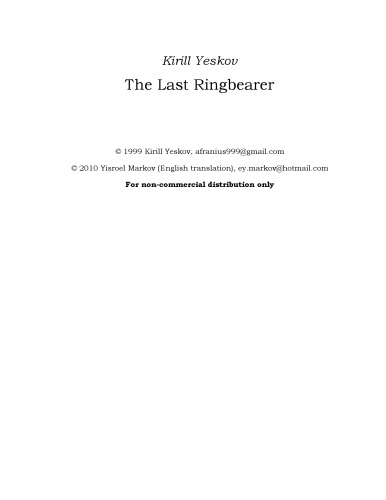 Kirill Yeskov
The Last Ringbearer
© 1999 Kirill Yeskov, afranius999@gmail.com
© 2010 Yisroel Markov (English translation), ey.markov@hotmail.com
For non-commercial distribution only